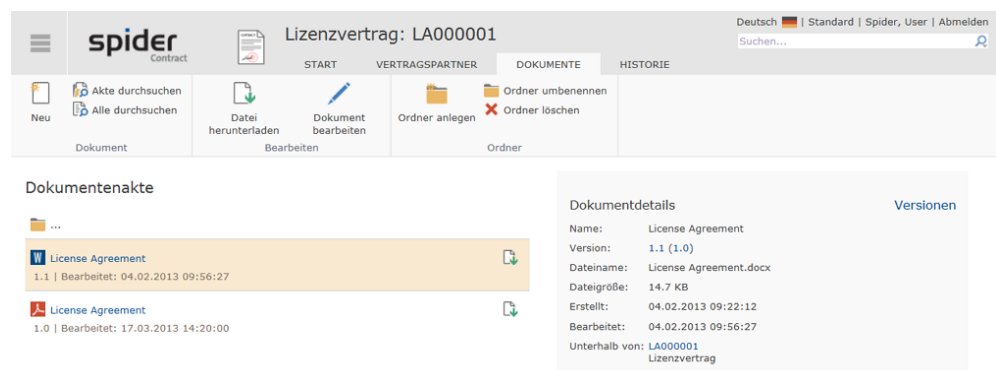 Deutsch | Standard | Spider, User | Abmelden
Suchen...
spider
Contract
Lizenzvertrag: LA000001
START VERTRAGSPARTNER DOKUMENTE HISTORIE
Neu
Akte durchsuchen
Alle durchsuchen
Dokument
Datei
herunterladen
Dokument
bearbeiten
Bearbeiten
Ordner anlegen
Ordner umbenennen
Ordner löschen
Ordner
Dokumentenakte
...
License Agreement
1.1 | Bearbeitet: 04.02.2013 09:56:27
License Agreement
1.0 | Bearbeitet: 17.03.2013 14:20:00
Dokumentdetails Versionen
Name: License Agreement
Version: 1.1 (1.0)
Dateiname: License Agreement.docx
Dateigröße: 14.7 KB
Erstellt: 04.02.2013 09:22:12
Bearbeitet: 04.02.2013 09:56:27
Unterhalb von: LA000001
Lizenzvertrag